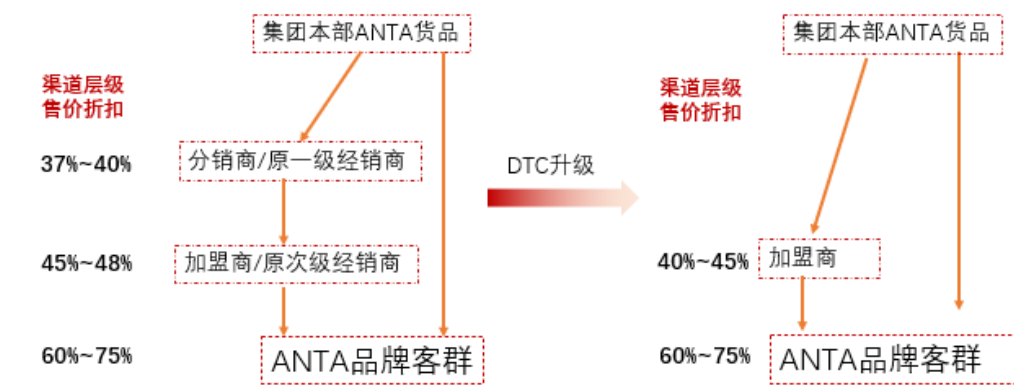 集团本部ANTA货品
渠道层级
售价折扣
37%~40%
分销商/原一级经销商
45%~48%
加盟商/原次级经销商
60%~75%
ANTA品牌客群
DTC升级
集团本部ANTA货品
渠道层级
售价折扣
40%~45%
加盟商
60%~75%
ANTA品牌客群